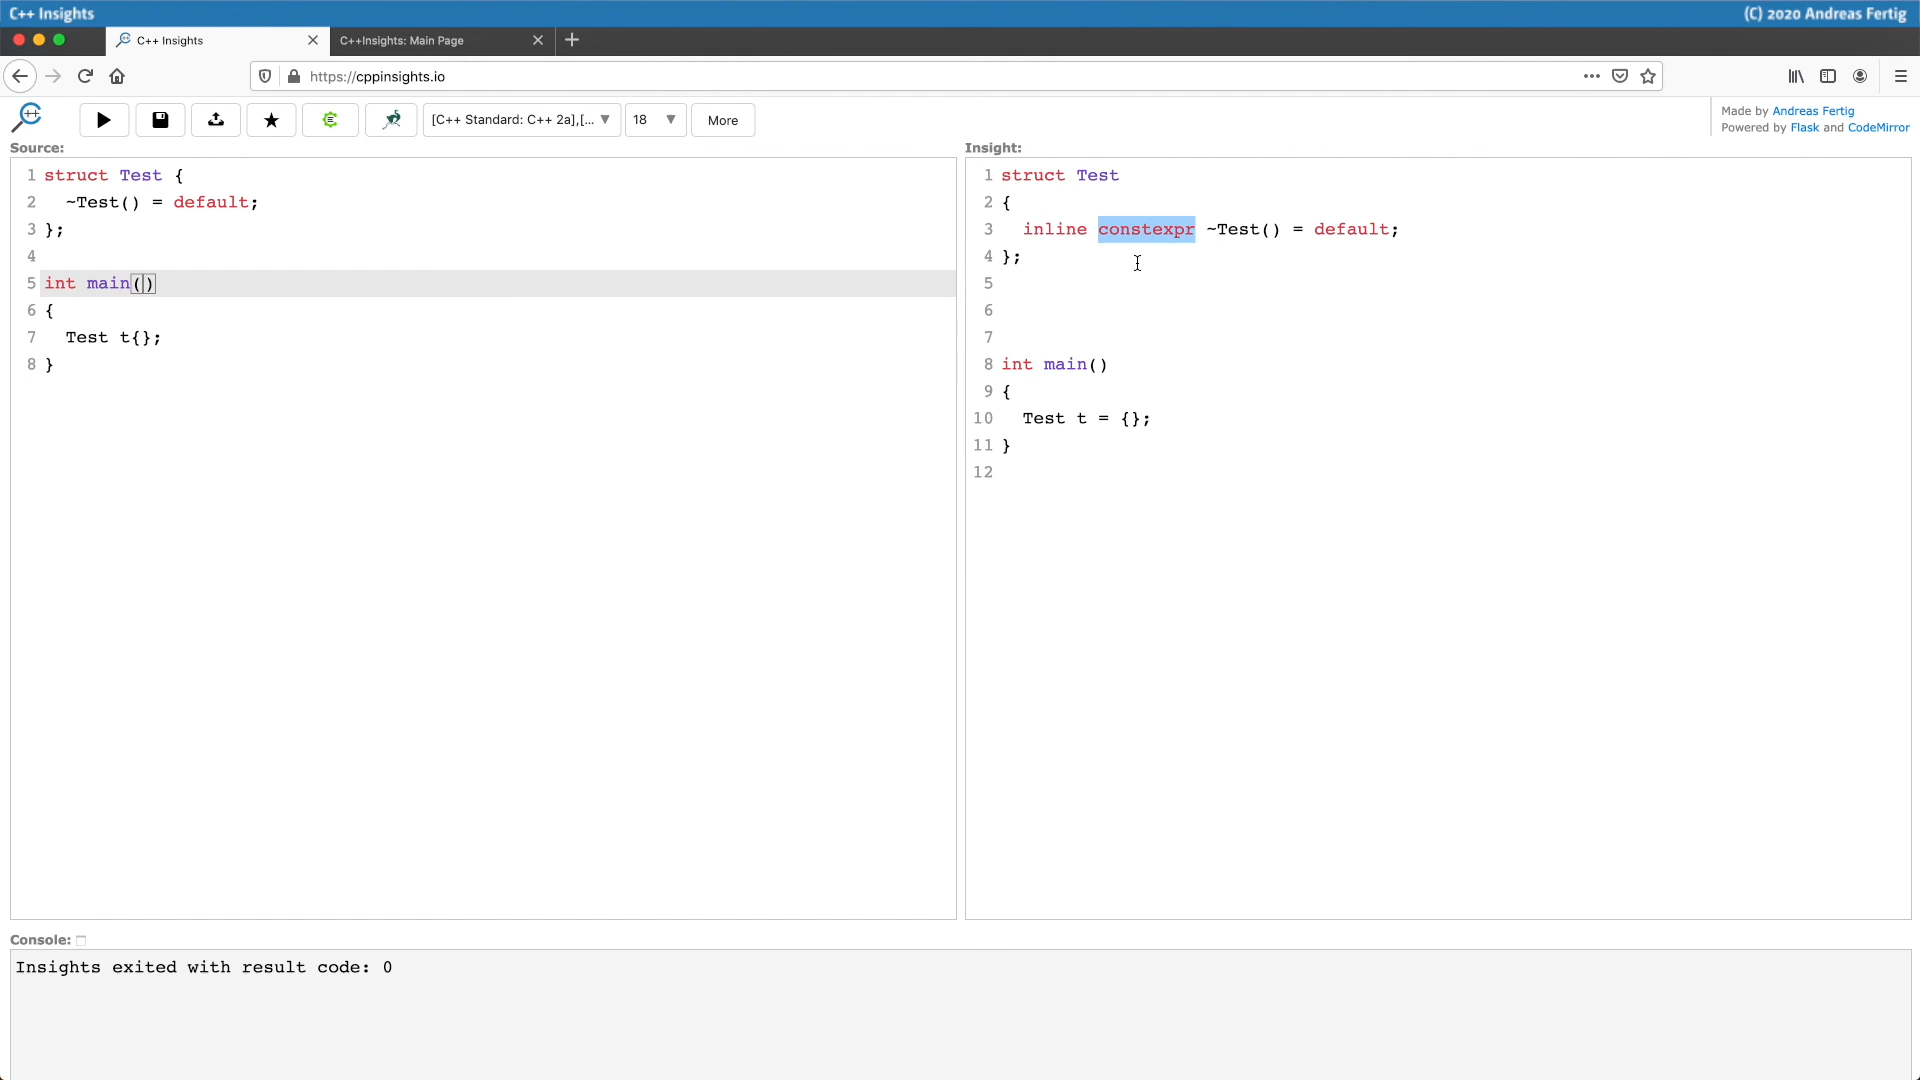 C++ Insights
(C) 2020 Andreas Fertig
C++ Insights
C++Insights: Main Page
https://cppinsights.io
[C++ Standard: C++ 2a],[...
18
More
Made by Andreas Fertig
Powered by Flask and CodeMirror
Source:
1 struct Test {
2   ~Test() = default;
3 };
4
5 int main()
6 {
7   Test t{};
8 }
Insight:
1 struct Test
2 {
3   inline constexpr ~Test() = default;
4 };
5
6
7
8 int main()
9 {
10   Test t = {};
11 }
12
Console:
Insights exited with result code: 0